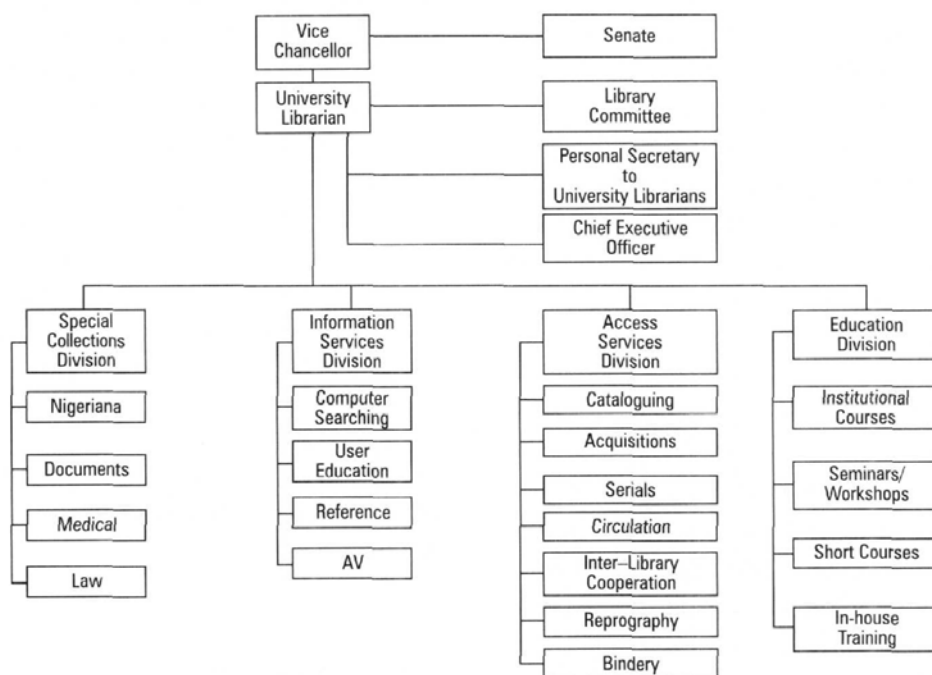 Vice
Chancellor
Senate
University
Librarian
Library
Committee
Personal Secretary
to
University Librarians
Chief Executive
Officer
Special
Collections
Division
Nigeriana
Documents
Medical
Law
Information
Services
Division
Computer
Searching
User
Education
Reference
AV
Access
Services
Division
Cataloguing
Acquisitions
Serials
Circulation
Inter–Library
Cooperation
Reprography
Bindery
Education
Division
Institutional
Courses
Seminars/
Workshops
Short Courses
In-house
Training